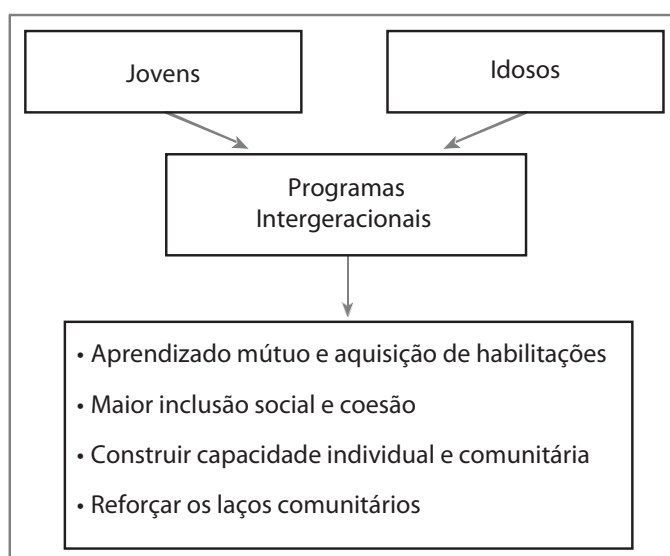 Jovens
Idosos
Programas
Intergeracionais
• Aprendizado mútuo e aquisição de habilitações
• Maior inclusão social e coesão
• Construir capacidade individual e comunitária
• Reforçar os laços comunitários